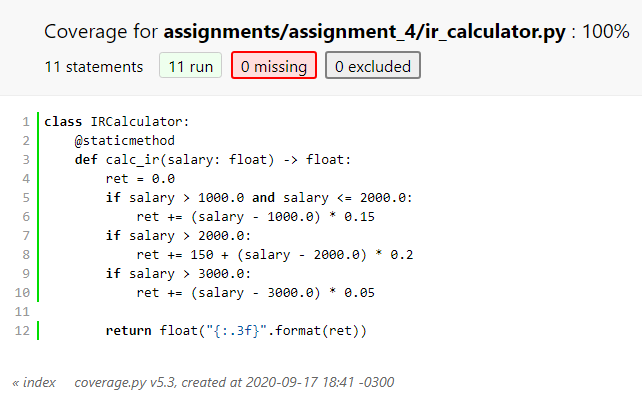 Coverage for assignments/assignment_4/ir_calculator.py : 100%
11 statements 11 run 0 missing 0 excluded
1 class IRCalculator:
2     @staticmethod
3     def calc_ir(salary: float) -> float:
4         ret = 0.0
5         if salary > 1000.0 and salary <= 2000.0:
6             ret += (salary - 1000.0) * 0.15
7         if salary > 2000.0:
8             ret += 150 + (salary - 2000.0) * 0.2
9         if salary > 3000.0:
10             ret += (salary - 3000.0) * 0.05
11
12         return float("{:.3f}".format(ret))
« index coverage.py v5.3, created at 2020-09-17 18:41 -0300